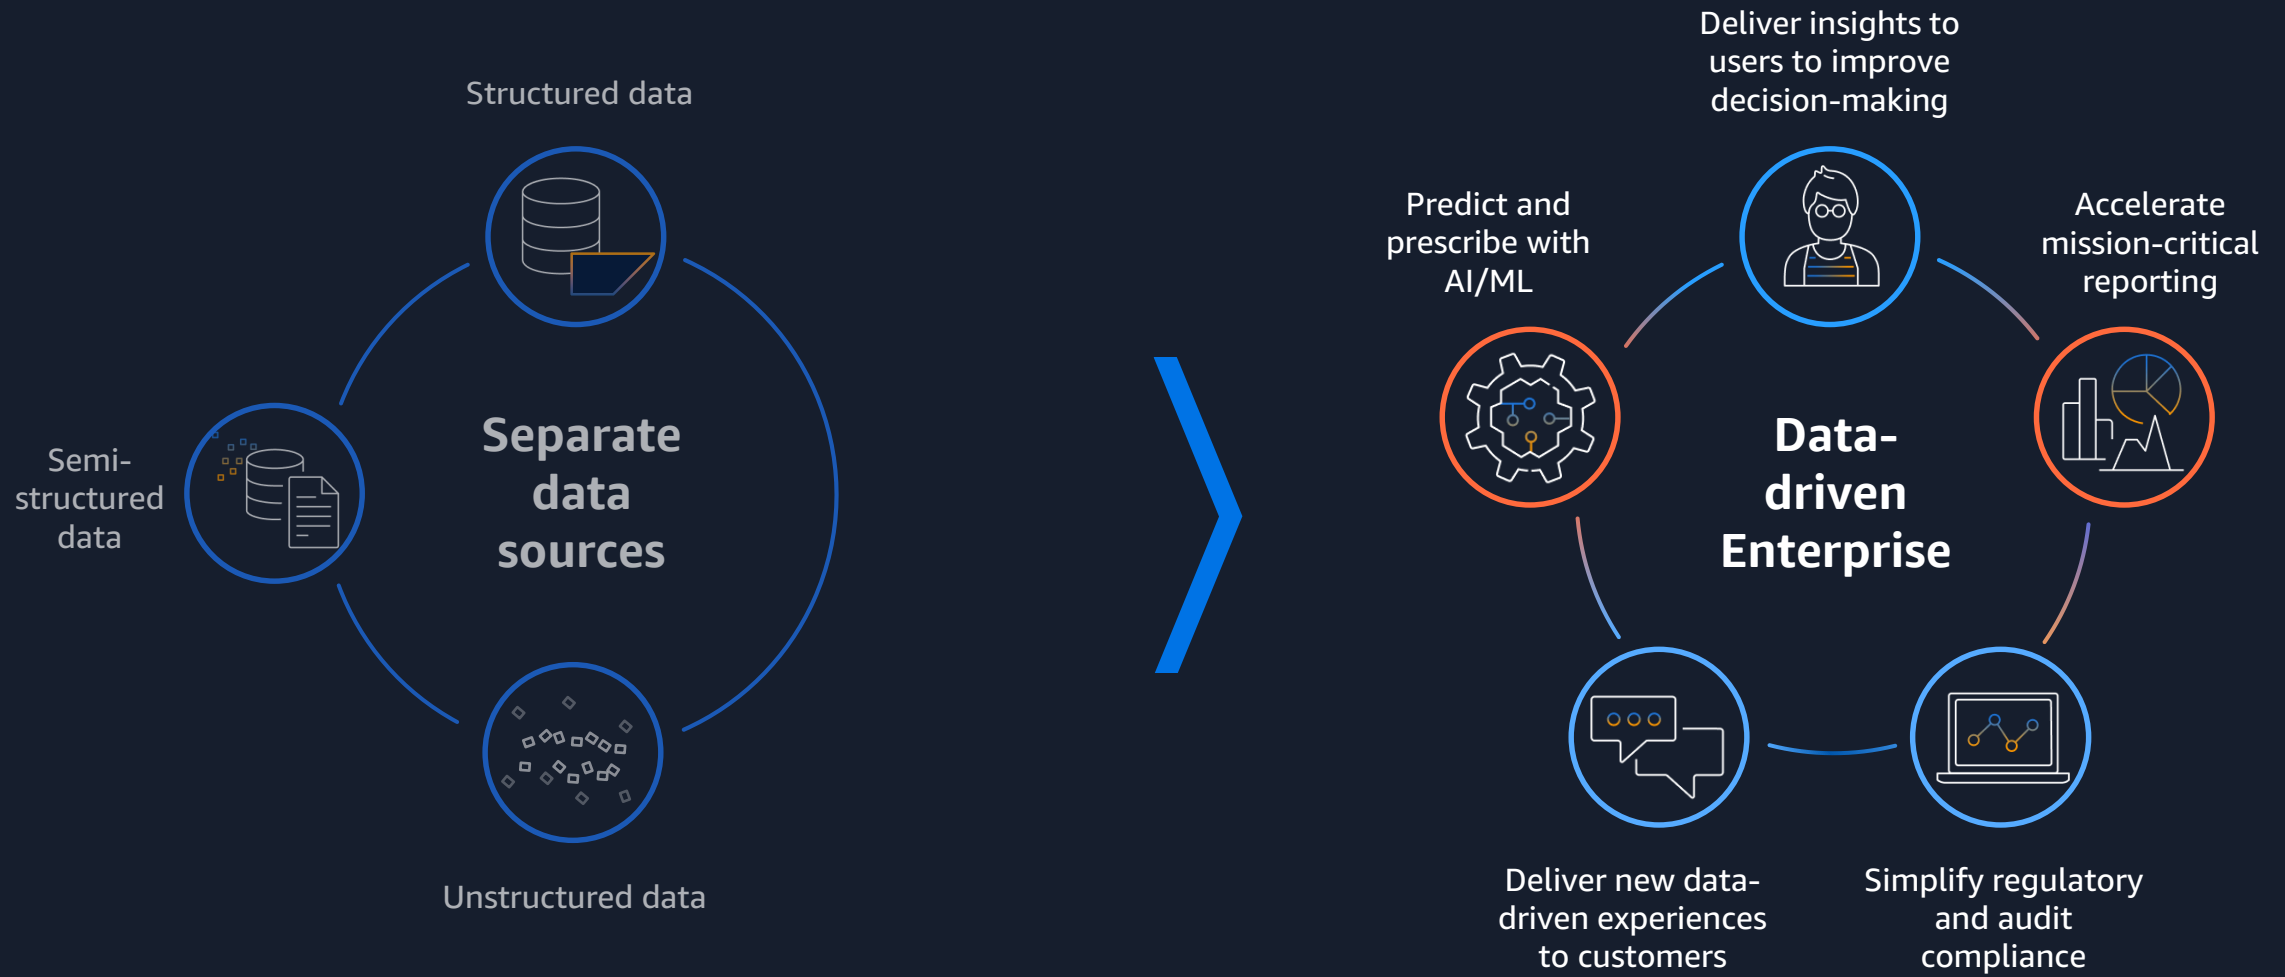 Structured data
Semi-
structured
data
Separate
data
sources
Unstructured data
Deliver insights to
users to improve
decision-making
Predict and
prescribe with
AI/ML
Accelerate
mission-critical
reporting
Data-
driven
Enterprise
Deliver new data-
driven experiences
to customers
Simplify regulatory
and audit
compliance